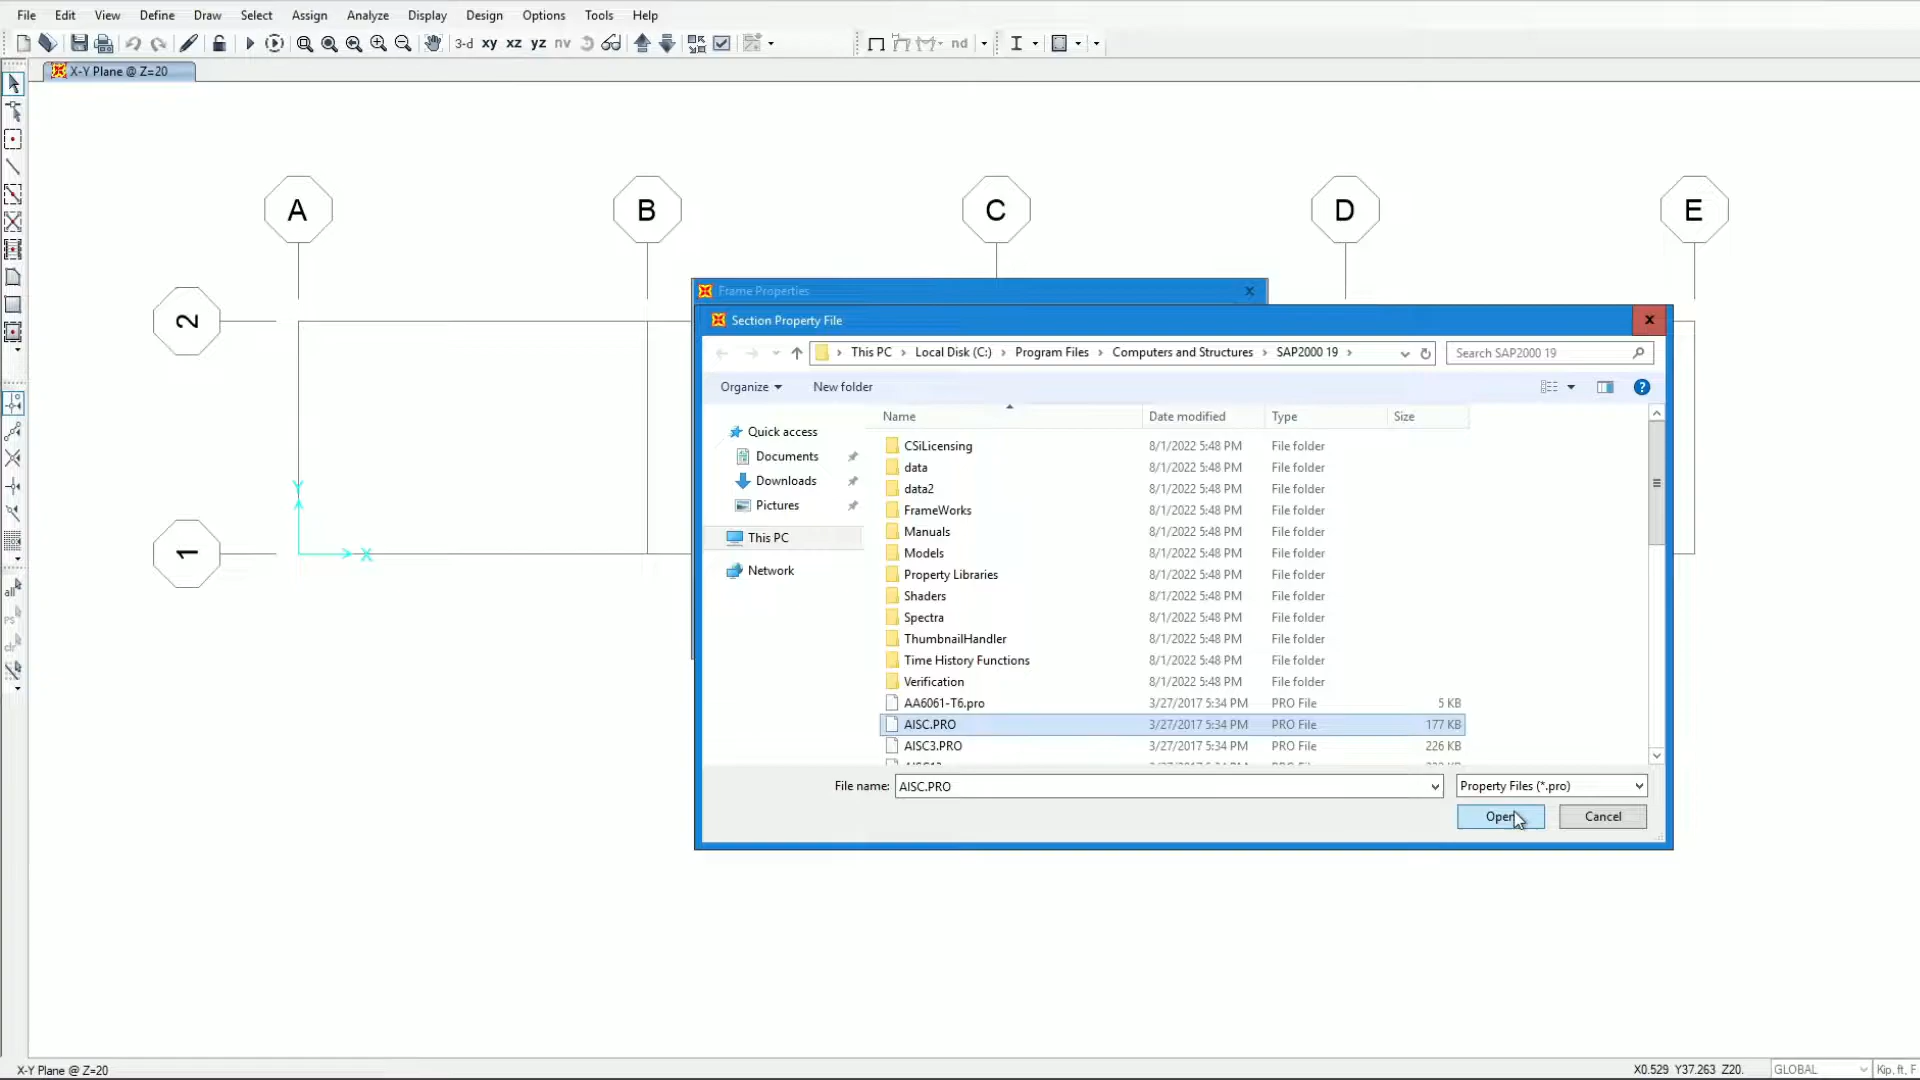 File Edit View Define Draw Select Assign Analyze Display Design Options Tools Help
3-d xy xz yz nv nd
X-Y Plane @ Z=20
A B C D E
2
1
Y
X
all
ps
clr
Frame Properties
Section Property File
This PC Local Disk (C:) Program Files Computers and Structures SAP2000 19
Search SAP2000 19
Organize New folder
Name Date modified Type Size
Quick access
Documents
Downloads
Pictures
This PC
Network
CSiLicensing 8/1/2022 5:48 PM File folder
data 8/1/2022 5:48 PM File folder
data2 8/1/2022 5:48 PM File folder
FrameWorks 8/1/2022 5:48 PM File folder
Manuals 8/1/2022 5:48 PM File folder
Models 8/1/2022 5:48 PM File folder
Property Libraries 8/1/2022 5:48 PM File folder
Shaders 8/1/2022 5:48 PM File folder
Spectra 8/1/2022 5:48 PM File folder
ThumbnailHandler 8/1/2022 5:48 PM File folder
Time History Functions 8/1/2022 5:48 PM File folder
Verification 8/1/2022 5:48 PM File folder
AA6061-T6.pro 3/27/2017 5:34 PM PRO File 5 KB
AISC.PRO 3/27/2017 5:34 PM PRO File 177 KB
AISC3.PRO 3/27/2017 5:34 PM PRO File 226 KB
File name: AISC.PRO Property Files (*.pro)
Open Cancel
X-Y Plane @ Z=20 X0.529 Y37.263 Z20. GLOBAL Kip, ft, F